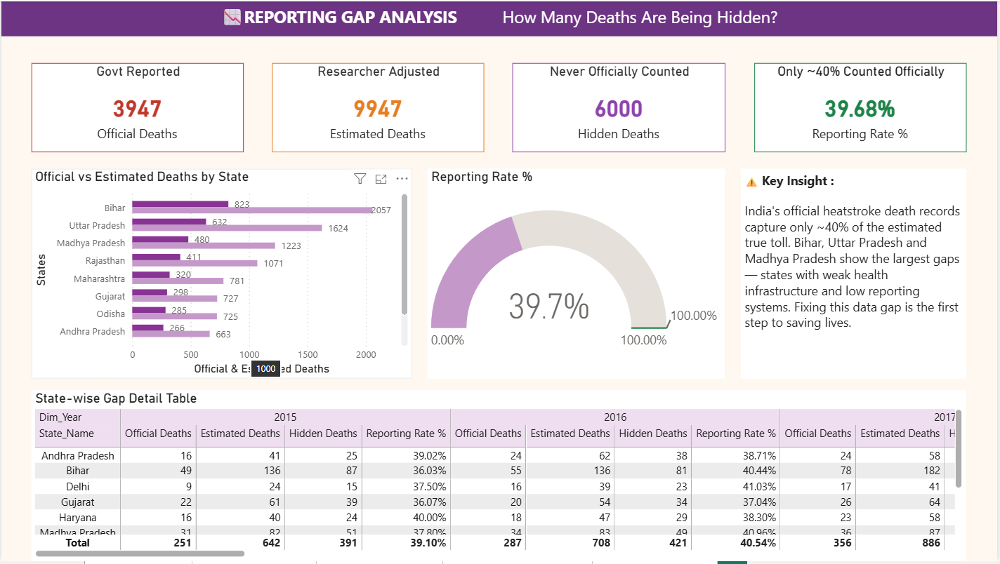 REPORTING GAP ANALYSIS How Many Deaths Are Being Hidden?
Govt Reported
3947
Official Deaths
Researcher Adjusted
9947
Estimated Deaths
Never Officially Counted
6000
Hidden Deaths
Only ~40% Counted Officially
39.68%
Reporting Rate %
Official vs Estimated Deaths by State
States
Bihar 823 2057
Uttar Pradesh 632 1624
Madhya Pradesh 480 1223
Rajasthan 411 1071
Maharashtra 320 781
Gujarat 298 727
Odisha 285 725
Andhra Pradesh 266 663
0 500 1000 1500 2000
Official & Es ed Deaths
1000
Reporting Rate %
39.7%
100.00%
0.00% 100.00%
Key Insight :
India's official heatstroke death records
capture only ~40% of the estimated
true toll. Bihar, Uttar Pradesh and
Madhya Pradesh show the largest gaps
— states with weak health
infrastructure and low reporting
systems. Fixing this data gap is the first
step to saving lives.
State-wise Gap Detail Table
Dim_Year 2015 2016 2017
State_Name Official Deaths Estimated Deaths Hidden Deaths Reporting Rate % Official Deaths Estimated Deaths Hidden Deaths Reporting Rate % Official Deaths Estimated Deaths H
Andhra Pradesh 16 41 25 39.02% 24 62 38 38.71% 24 58
Bihar 49 136 87 36.03% 55 136 81 40.44% 78 182
Delhi 9 24 15 37.50% 16 39 23 41.03% 17 41
Gujarat 22 61 39 36.07% 20 54 34 37.04% 26 64
Haryana 16 40 24 40.00% 18 47 29 38.30% 23 58
Madhya Pradesh 31 82 51 37.80% 34 83 49 40.96% 36 87
Total 251 642 391 39.10% 287 708 421 40.54% 356 886